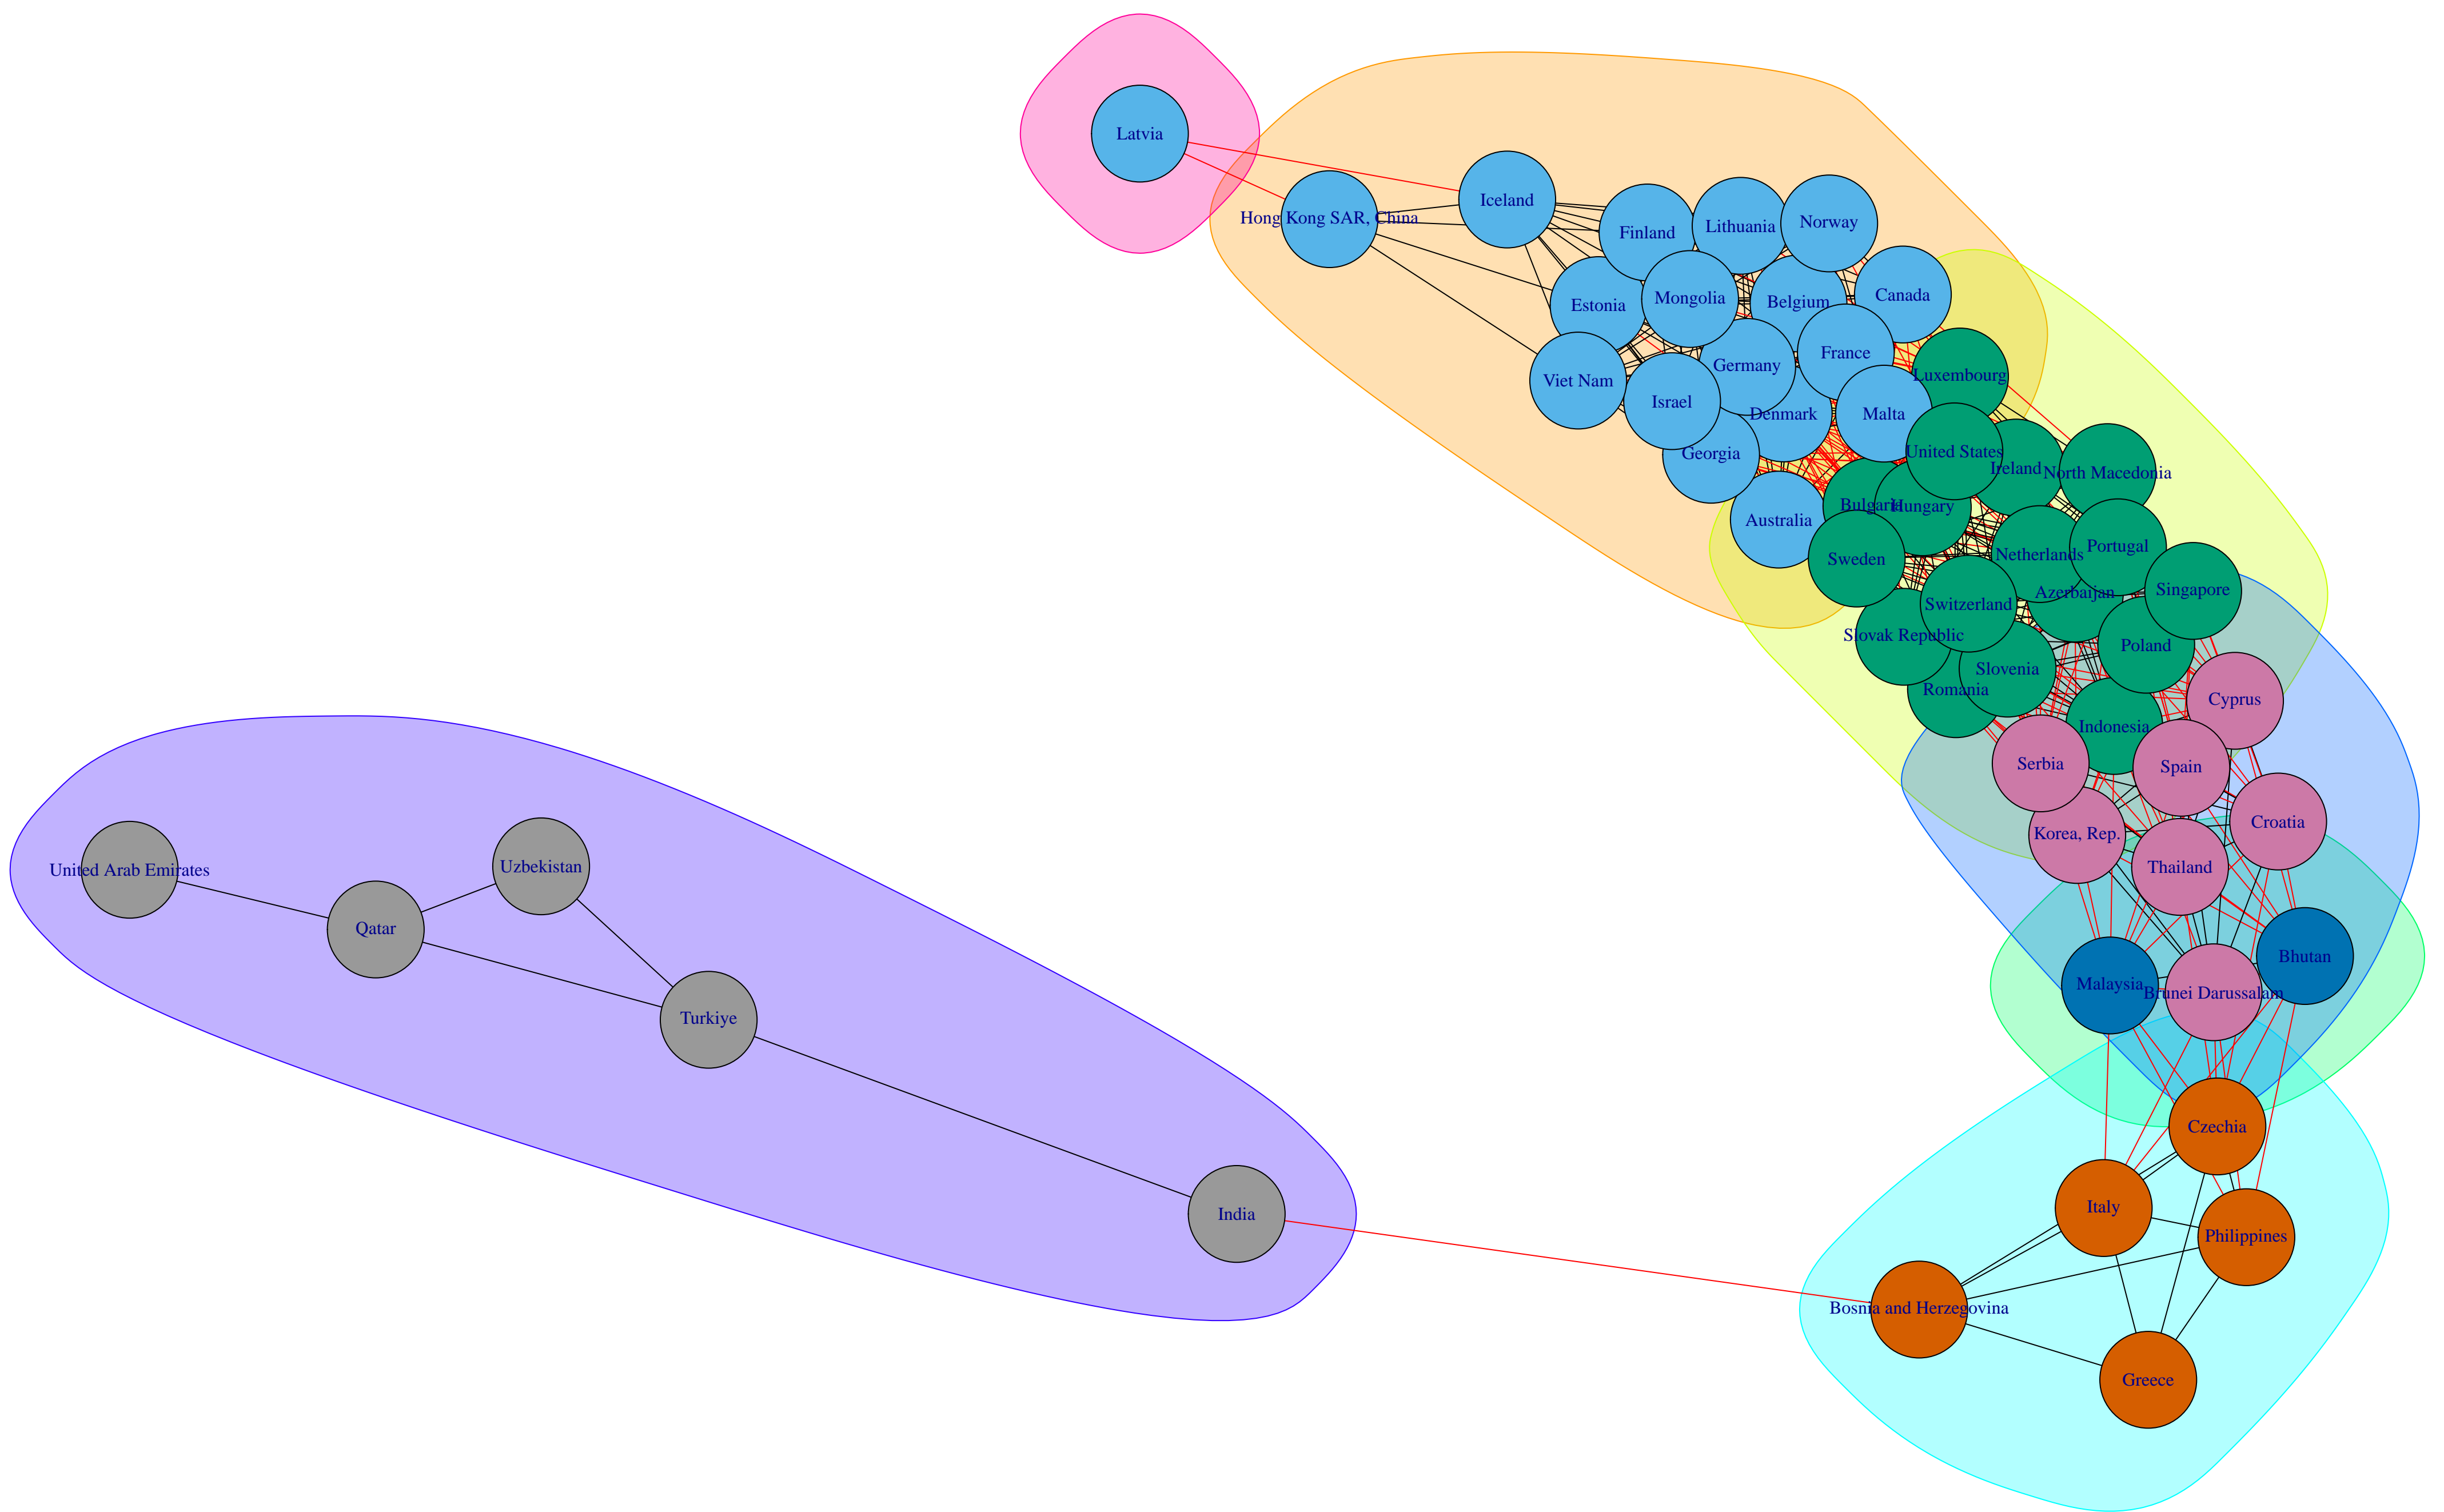 Latvia
Hong Kong SAR, China
Iceland
Finland
Lithuania
Norway
Estonia
Mongolia
Belgium
Canada
Viet Nam
Israel
Germany
France
Luxembourg
Denmark
Malta
Georgia
Australia
United States
Ireland
North Macedonia
Bulgaria
Hungary
Sweden
Netherlands
Portugal
Switzerland
Azerbaijan
Singapore
Slovak Republic
Slovenia
Poland
Romania
Cyprus
Indonesia
Serbia
Spain
Korea, Rep.
Croatia
Thailand
United Arab Emirates
Uzbekistan
Qatar
Turkiye
Malaysia
Brunei Darussalam
Bhutan
Czechia
India
Italy
Philippines
Bosnia and Herzegovina
Greece